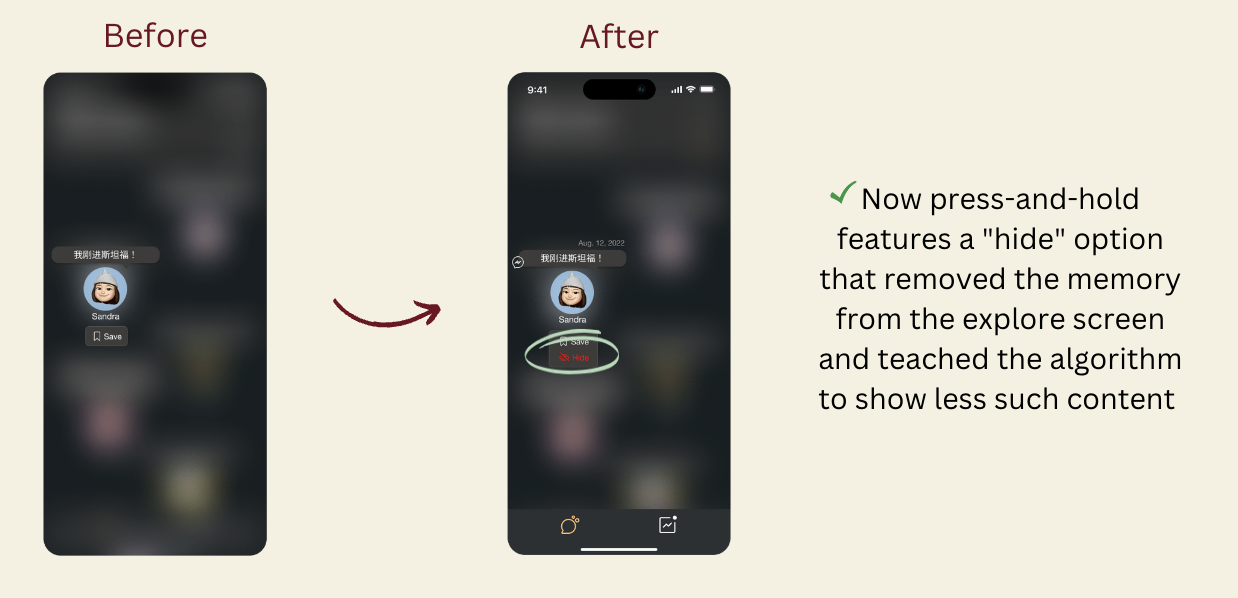 Before
After
我刚进斯坦福！
Sandra
Save
9:41
Aug. 12, 2022
我刚进斯坦福！
Sandra
Save
Hide
Now press-and-hold
features a "hide" option
that removed the memory
from the explore screen
and teached the algorithm
to show less such content